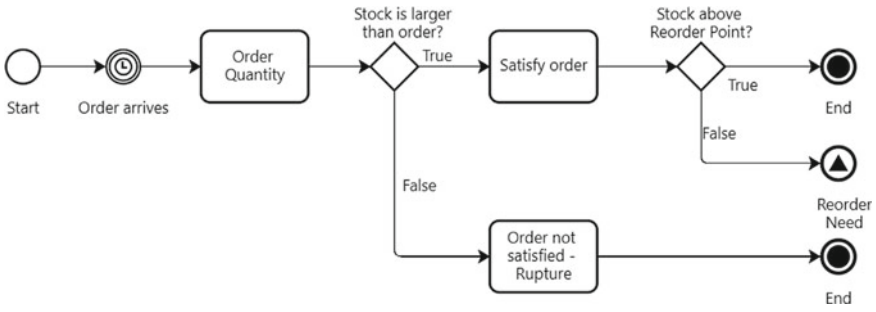 Stock is larger
than order?
Stock above
Reorder Point?
Order
Quantity
True
Satisfy order
True
Start
Order arrives
End
False
False
Reorder
Need
Order not
satisfied -
Rupture
End